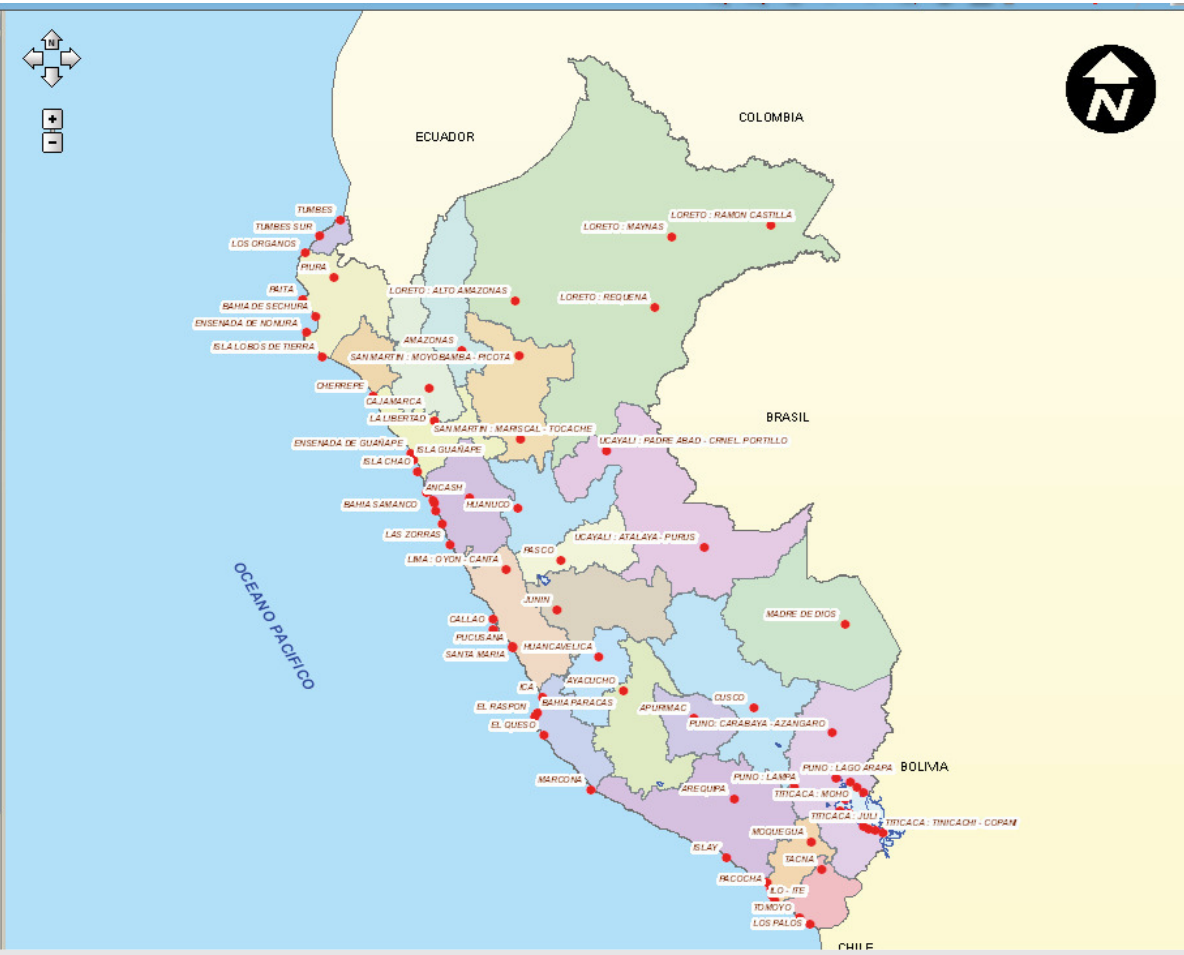 N
N
COLOMBIA
ECUADOR
TUMBES
LORETO : RAMON CASTILLA
TUMBES SUR
LORETO : MAYNAS
LOS ORGANOS
PIURA
PAITA
LORETO : ALTO AMAZONAS
LORETO : REQUENA
BAHIA DE SECHURA
ENSENADA DE NONURA
AMAZONAS
ISLA LOBOS DE TIERRA
SAN MARTIN : MOYOBAMBA - PICOTA
CHERREPE
CAJAMARCA
LA LIBERTAD
BRASIL
SAN MARTIN : MARISCAL - TOCACHE
ENSENADA DE GUAÑAPE
UCAYALI : PADRE ABAD - CRNEL. PORTILLO
ISLA GUAÑAPE
ISLA CHAO
ANCASH
BAHIA SAMANCO
HUANUCO
LAS ZORRAS
UCAYALI : ATALAYA - PURUS
PASCO
LIMA : OYON - CANTA
OCEANO PACIFICO
JUNIN
MADRE DE DIOS
CALLAO
PUCUSANA
HUANCAVELICA
SANTA MARIA
AYACUCHO
ICA
CUSCO
BAHIA PARACAS
EL RASPON
APURIMAC
EL QUESO
PUNO: CARABAYA - AZANGARO
PUNO : LAGO ARAPA
BOLIVIA
MARCONA
PUNO : LAMPA
AREQUIPA
TITICACA : MOHO
TITICACA : JULI
TITICACA : TINICACHI - COPANI
MOQUEGUA
ISLAY
TACNA
PACOCHA
ILO - ITE
TOMOYO
LOS PALOS
CHILE